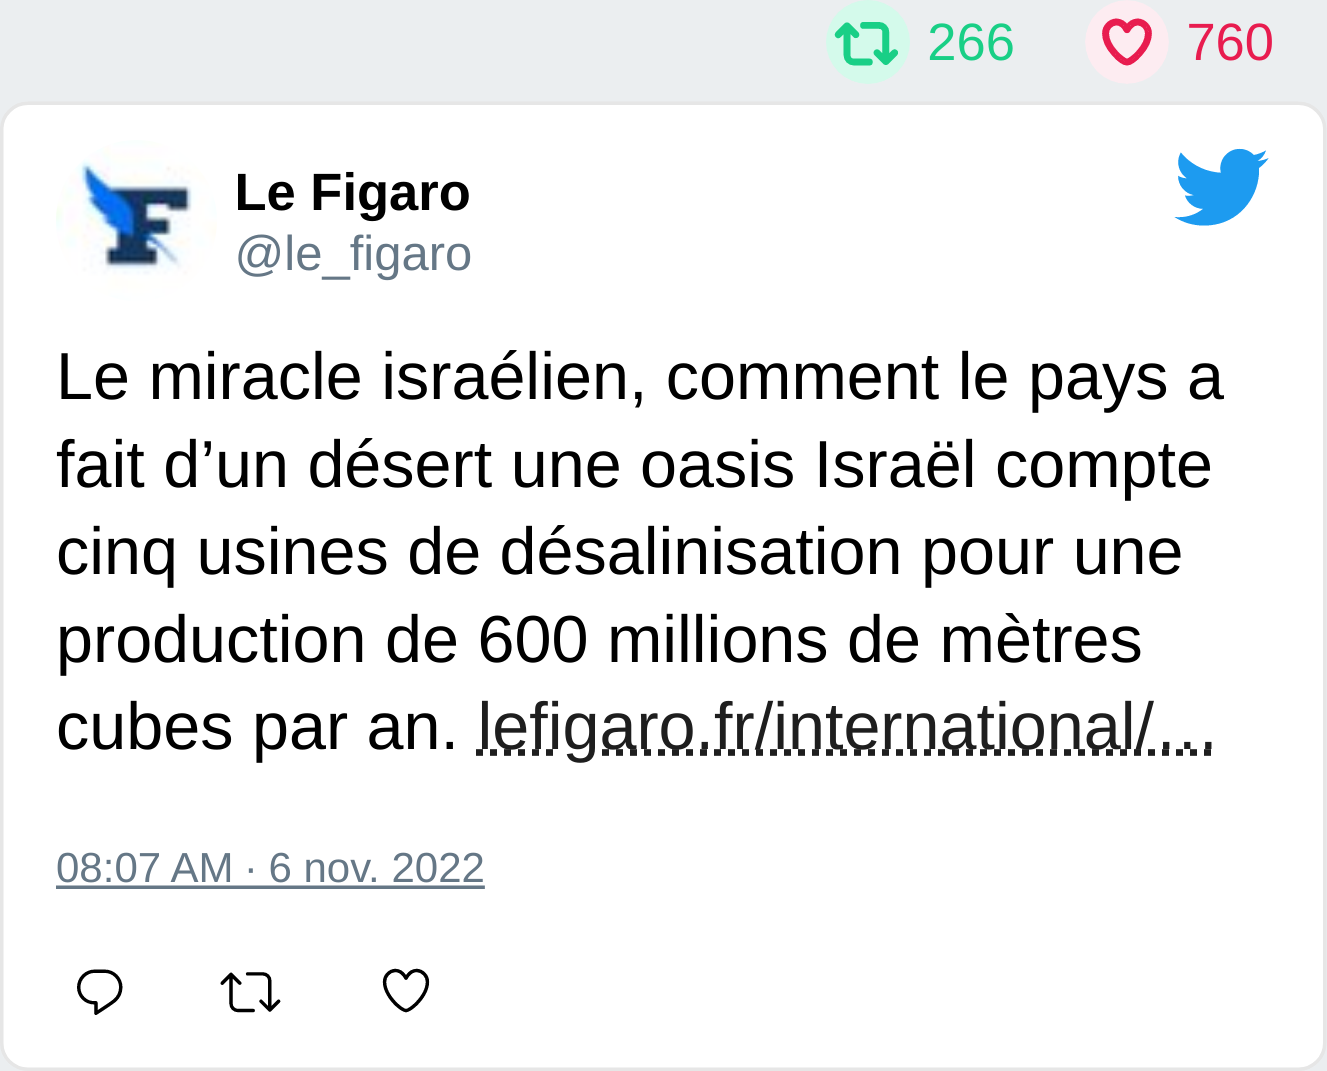 266 760
Le Figaro
@le_figaro
Le miracle israélien, comment le pays a
fait d’un désert une oasis Israël compte
cinq usines de désalinisation pour une
production de 600 millions de mètres
cubes par an. lefigaro.fr/international/…
08:07 AM · 6 nov. 2022